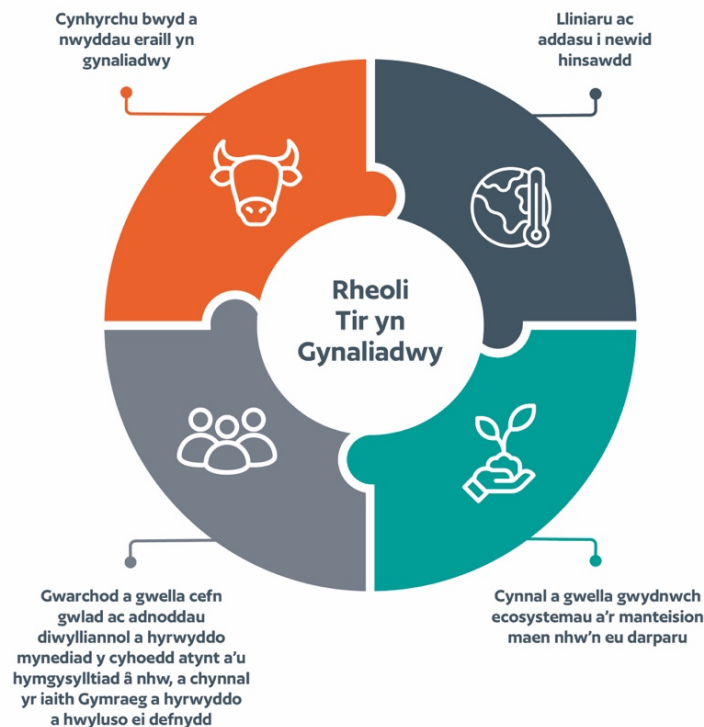 Cynhyrchu bwyd a
nwyddau eraill yn
gynaliadwy
Lliniaru ac
addasu i newid
hinsawdd
Rheoli
Tir yn
Gynaliadwy
Gwarchod a gwella cefn
gwlad ac adnoddau
diwylliannol a hyrwyddo
mynediad y cyhoedd atynt a'u
hymgysylltiad â nhw, a chynnal
yr iaith Gymraeg a hyrwyddo
a hwyluso ei defnydd
Cynnal a gwella gwydnwch
ecosystemau a'r manteision
maen nhw'n eu darparu